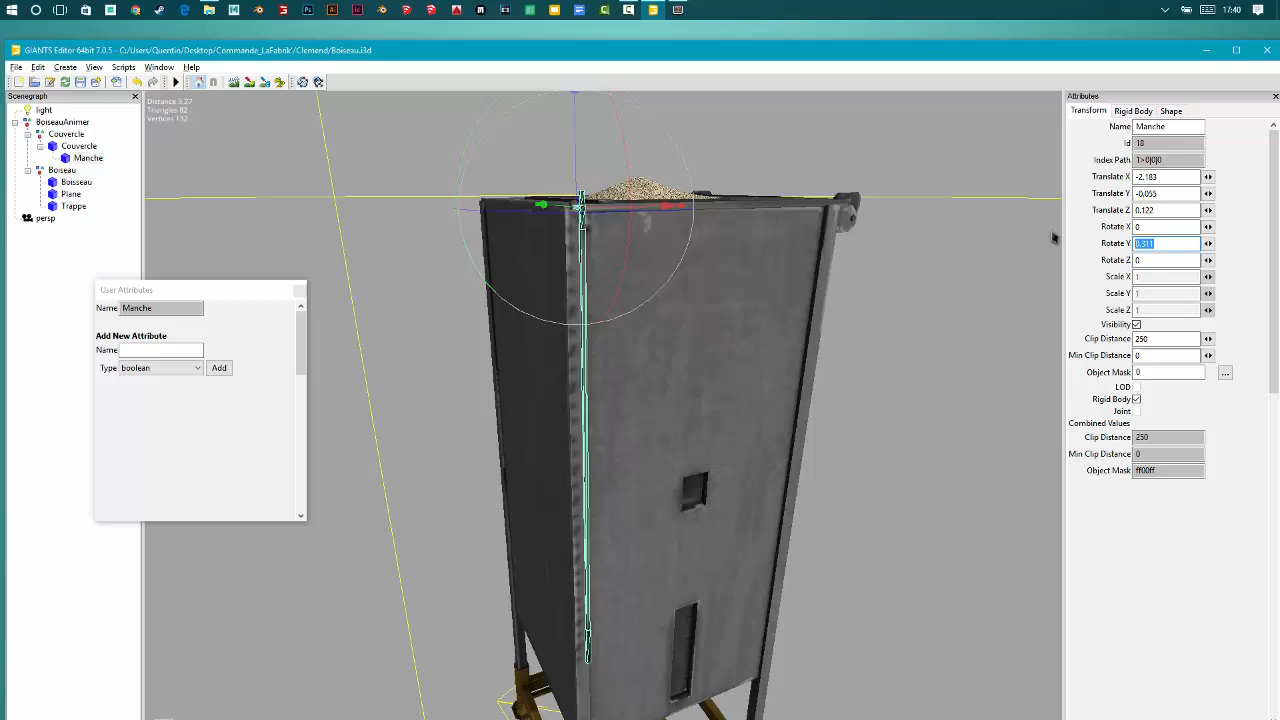 17:40
GIANTS Editor 64bit 7.0.5 - C:/Users/Quentin/Desktop/Commande_LaFabrik'/Clemend/Boiseau.i3d
File Edit Create View Scripts Window Help
Scenegraph
light
BoiseauAnimer
Couvercle
Couvercle
Manche
Boiseau
Boisseau
Plane
Trappe
persp
Distance 3.27
Triangles 82
Vertices 132
User Attributes
Name Manche
Add New Attribute
Name
Type boolean Add
Attributes
Transform Rigid Body Shape
Name Manche
Id 18
Index Path 1>0|0|0
Translate X -2.183
Translate Y -0.055
Translate Z 0.122
Rotate X 0
Rotate Y 0.311
Rotate Z 0
Scale X 1
Scale Y 1
Scale Z 1
Visibility
Clip Distance 250
Min Clip Distance 0
Object Mask 0 ...
LOD
Rigid Body
Joint
Combined Values
Clip Distance 250
Min Clip Distance 0
Object Mask ff00ff